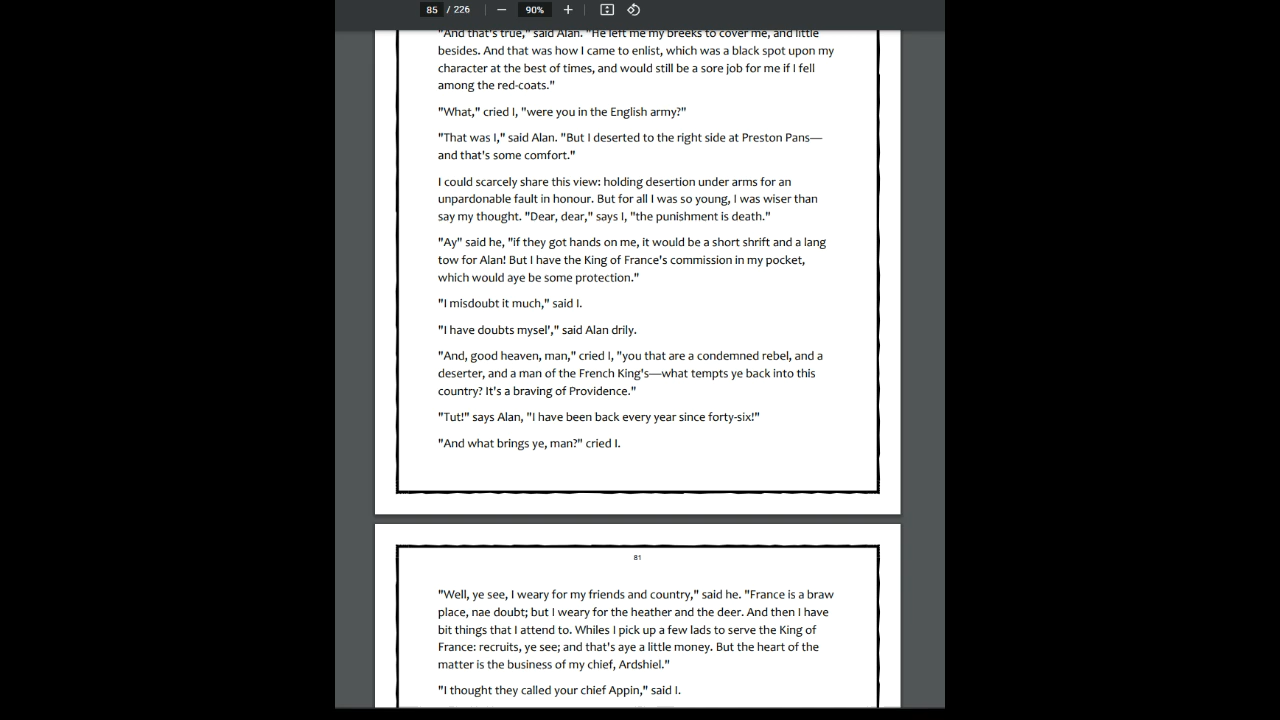 85 / 226 90%
"And that's true," said Alan. "He left me my breeks to cover me, and little
besides. And that was how I came to enlist, which was a black spot upon my
character at the best of times, and would still be a sore job for me if I fell
among the red-coats."
"What," cried I, "were you in the English army?"
"That was I," said Alan. "But I deserted to the right side at Preston Pans—
and that's some comfort."
I could scarcely share this view: holding desertion under arms for an
unpardonable fault in honour. But for all I was so young, I was wiser than
say my thought. "Dear, dear," says I, "the punishment is death."
"Ay" said he, "if they got hands on me, it would be a short shrift and a lang
tow for Alan! But I have the King of France's commission in my pocket,
which would aye be some protection."
"I misdoubt it much," said I.
"I have doubts mysel'," said Alan drily.
"And, good heaven, man," cried I, "you that are a condemned rebel, and a
deserter, and a man of the French King's—what tempts ye back into this
country? It's a braving of Providence."
"Tut!" says Alan, "I have been back every year since forty-six!"
"And what brings ye, man?" cried I.
81
"Well, ye see, I weary for my friends and country," said he. "France is a braw
place, nae doubt; but I weary for the heather and the deer. And then I have
bit things that I attend to. Whiles I pick up a few lads to serve the King of
France: recruits, ye see; and that's aye a little money. But the heart of the
matter is the business of my chief, Ardshiel."
"I thought they called your chief Appin," said I.